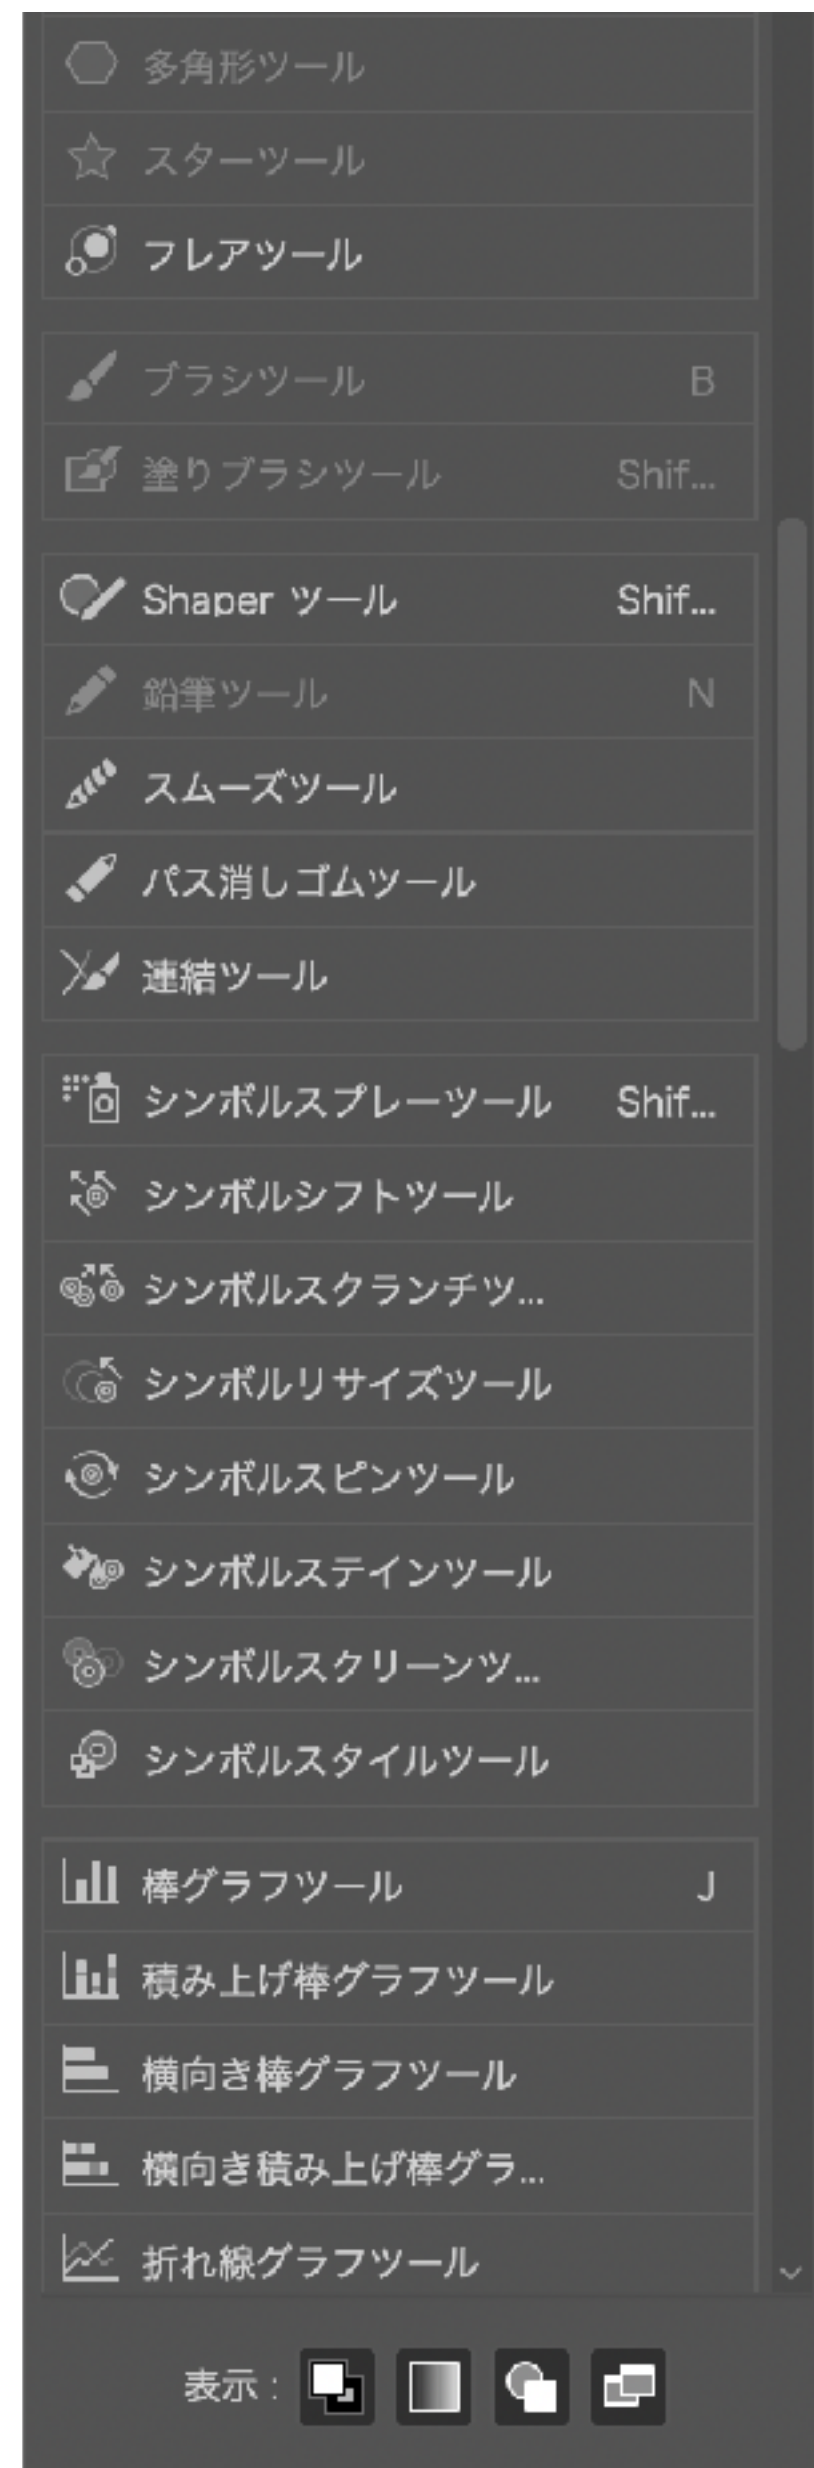 多角形ツール
スターツール
フレアツール
ブラシツール B
塗りブラシツール Shif...
Shaper ツール Shif...
鉛筆ツール N
スムーズツール
パス消しゴムツール
連結ツール
シンボルスプレーツール Shif...
シンボルシフトツール
シンボルスクランチツ...
シンボルリサイズツール
シンボルスピンツール
シンボルステインツール
シンボルスクリーンツ...
シンボルスタイルツール
棒グラフツール J
積み上げ棒グラフツール
横向き棒グラフツール
横向き積み上げ棒グラ...
折れ線グラフツール
表示 :